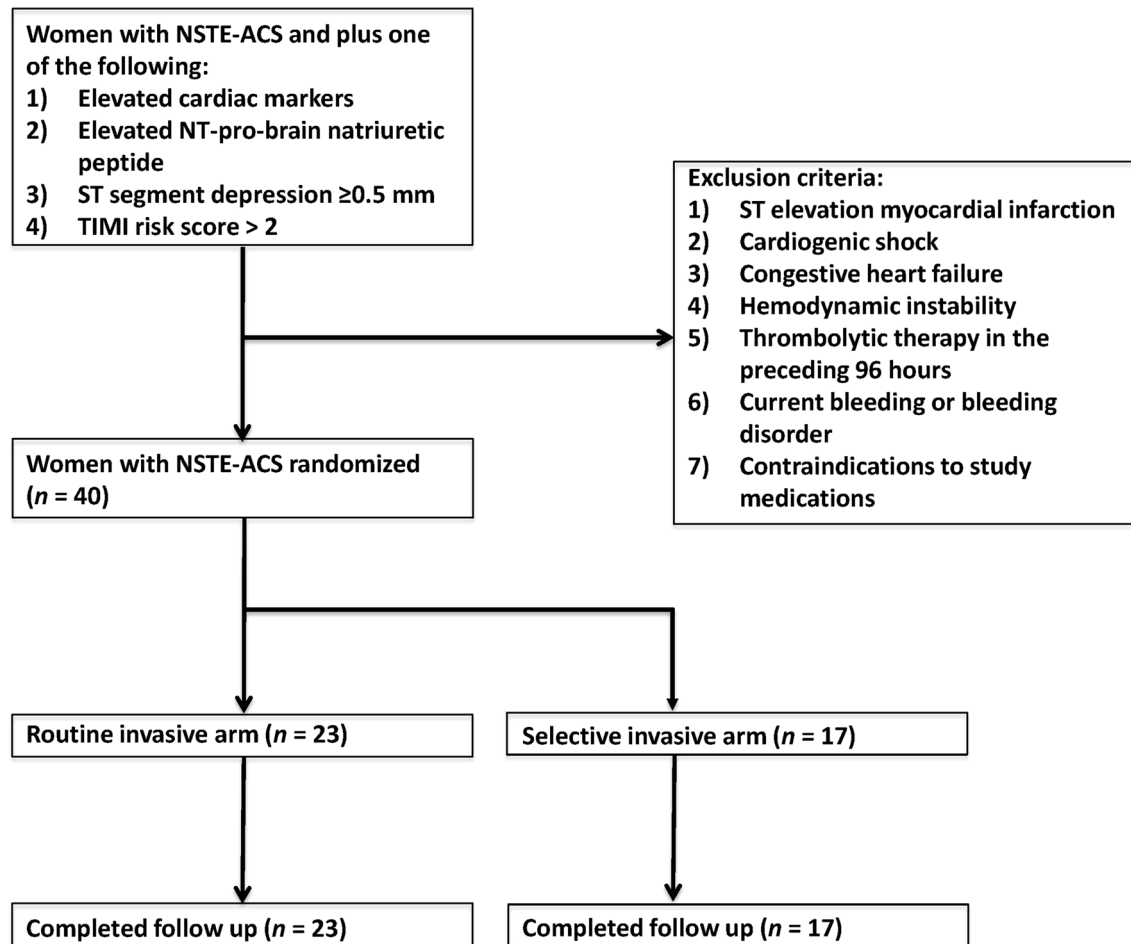 Women with NSTE-ACS and plus one
of the following:
1) Elevated cardiac markers
2) Elevated NT-pro-brain natriuretic
peptide
3) ST segment depression ≥0.5 mm
4) TIMI risk score > 2
Exclusion criteria:
1) ST elevation myocardial infarction
2) Cardiogenic shock
3) Congestive heart failure
4) Hemodynamic instability
5) Thrombolytic therapy in the
preceding 96 hours
6) Current bleeding or bleeding
disorder
7) Contraindications to study
medications
Women with NSTE-ACS randomized
(n = 40)
Routine invasive arm (n = 23)
Selective invasive arm (n = 17)
Completed follow up (n = 23)
Completed follow up (n = 17)